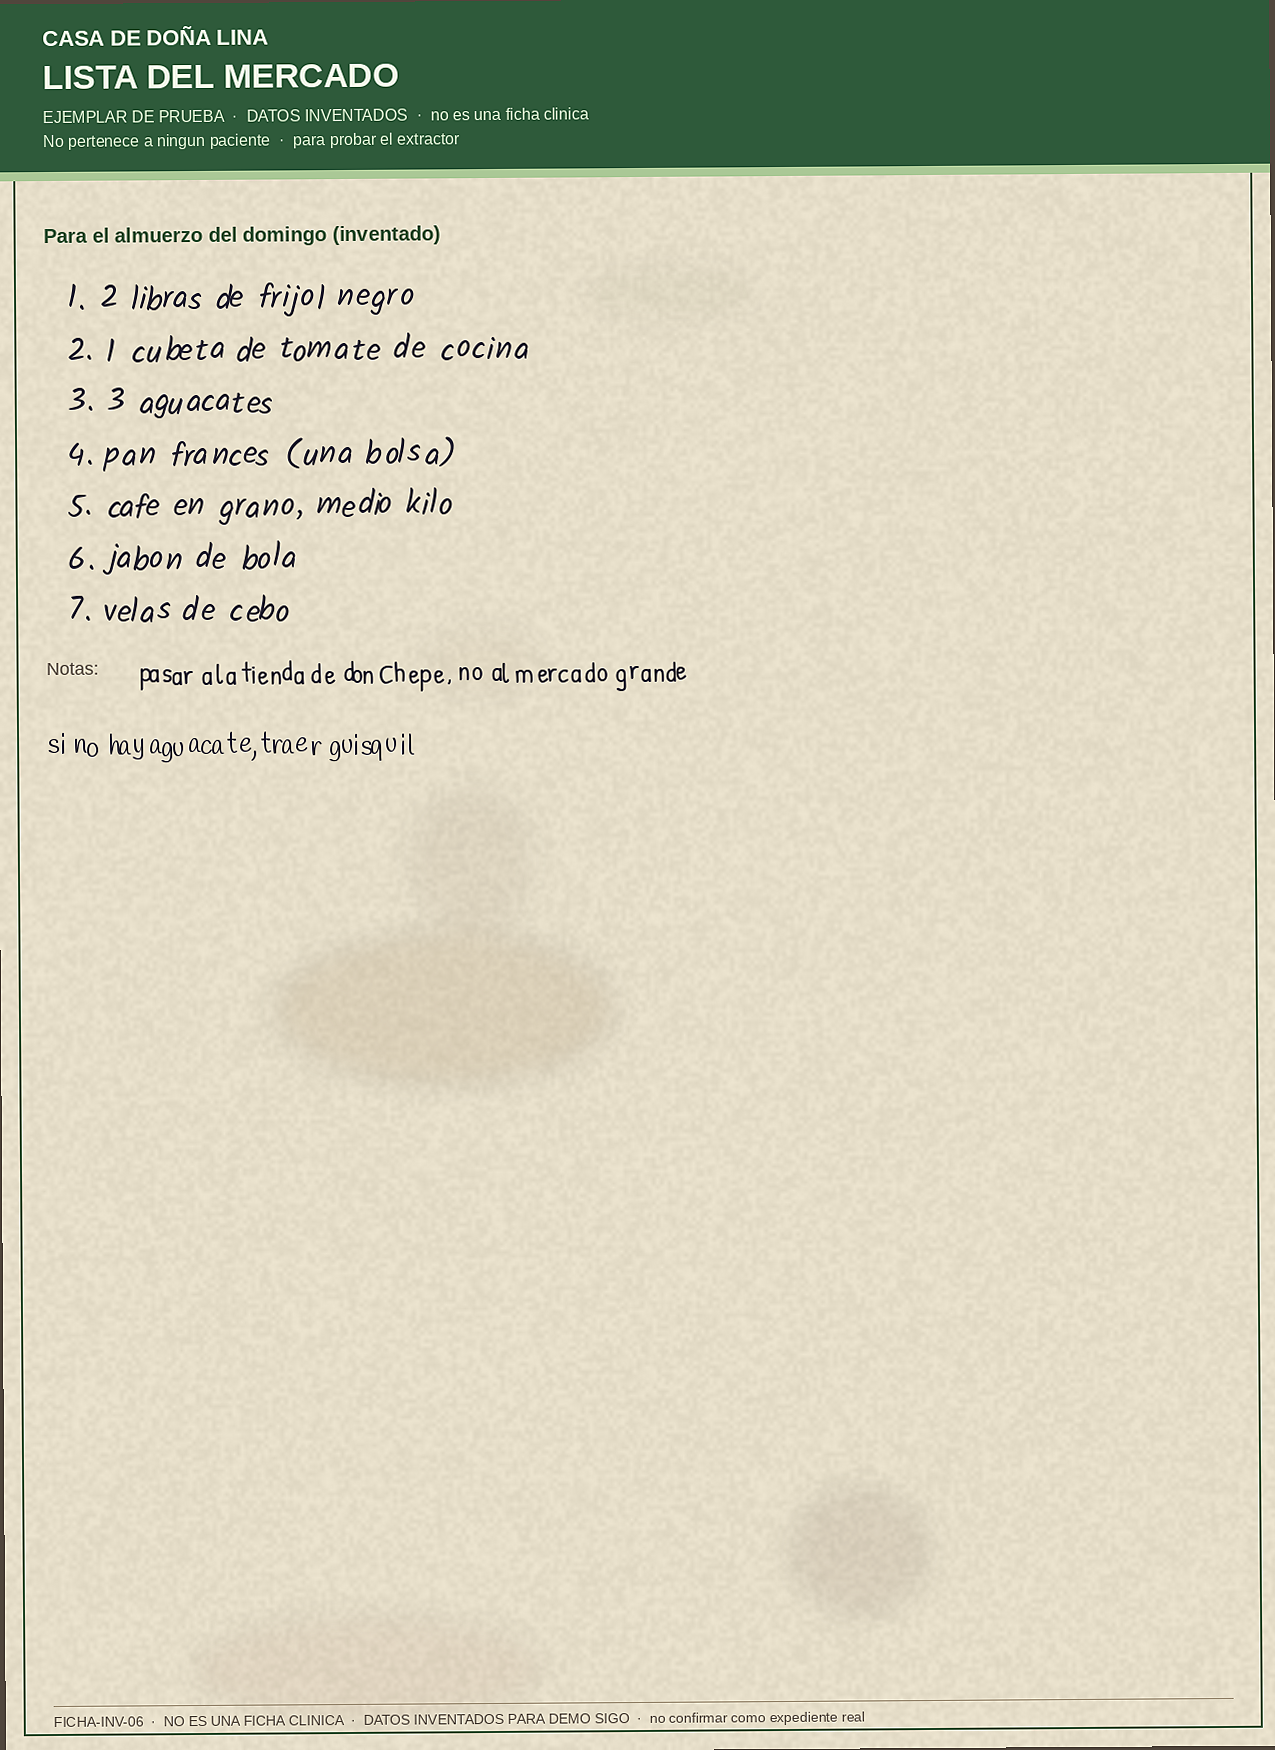 CASA DE DOÑA LINA
LISTA DEL MERCADO
EJEMPLAR DE PRUEBA · DATOS INVENTADOS · no es una ficha clinica
No pertenece a ningun paciente · para probar el extractor
Para el almuerzo del domingo (inventado)
1. 2 libras de frijol negro
2. 1 cubeta de tomate de cocina
3. 3 aguacates
4. pan frances (una bolsa)
5. cafe en grano, medio kilo
6. jabon de bola
7. velas de cebo
Notas: pasar a la tienda de don Chepe, no al mercado grande
si no hay aguacate, traer guisquil
FICHA-INV-06 · NO ES UNA FICHA CLINICA · DATOS INVENTADOS PARA DEMO SIGO · no confirmar como expediente real